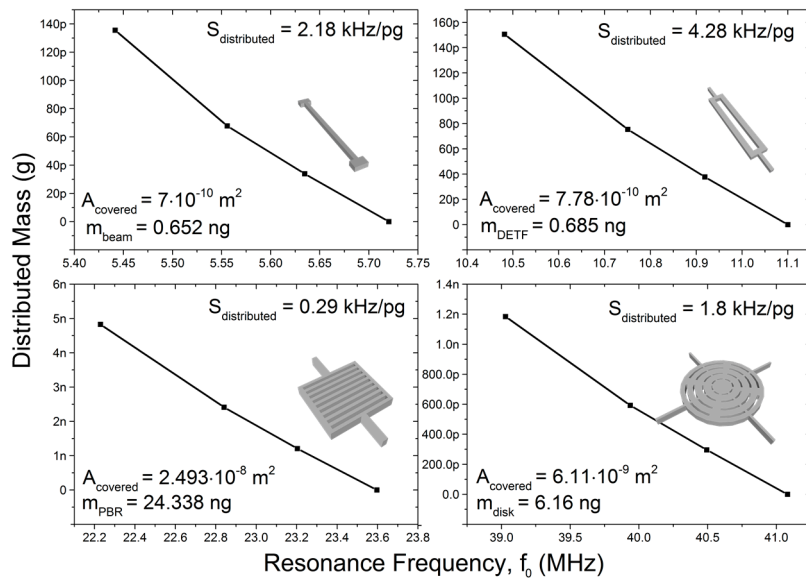 Distributed Mass (g)
160p
140p
120p
100p
80p
60p
40p
20p
0
S_distributed = 2.18 kHz/pg
A_covered = 7·10^-10 m^2
m_beam = 0.652 ng
5.40 5.45 5.50 5.55 5.60 5.65 5.70 5.75
160p
140p
120p
100p
80p
60p
40p
20p
0
S_distributed = 4.28 kHz/pg
A_covered = 7.78·10^-10 m^2
m_DETF = 0.685 ng
10.4 10.5 10.6 10.7 10.8 10.9 11.0 11.1
6n
5n
4n
3n
2n
1n
0
S_distributed = 0.29 kHz/pg
A_covered = 2.493·10^-8 m^2
m_PBR = 24.338 ng
22.2 22.4 22.6 22.8 23.0 23.2 23.4 23.6 23.8
1.4n
1.2n
1.0n
800.0p
600.0p
400.0p
200.0p
0.0
S_distributed = 1.8 kHz/pg
A_covered = 6.11·10^-9 m^2
m_disk = 6.16 ng
39.0 39.5 40.0 40.5 41.0
Resonance Frequency, f_0 (MHz)